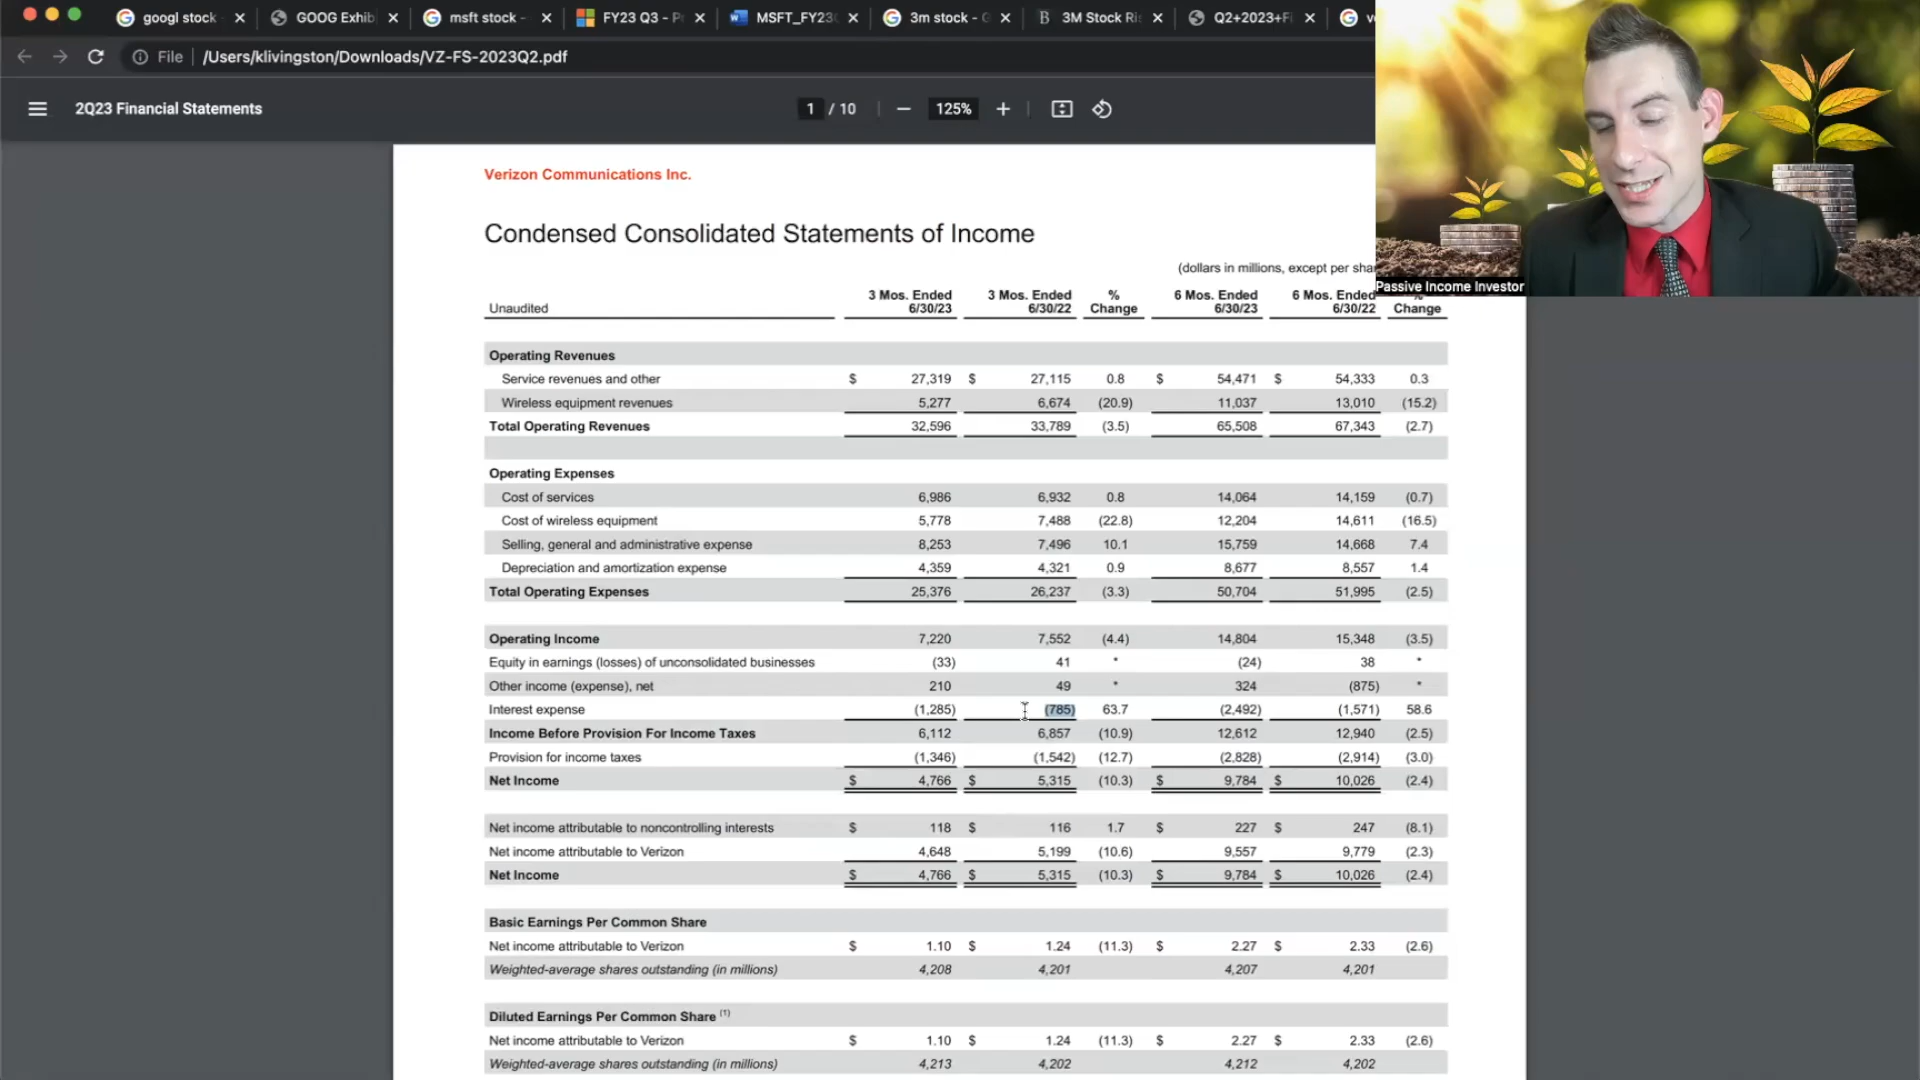 googl stock
GOOG Exhib
msft stock -
FY23 Q3 - P
MSFT_FY23
3m stock - G
3M Stock Ris
Q2+2023+Fi
File /Users/klivingston/Downloads/VZ-FS-2023Q2.pdf
2Q23 Financial Statements 1 / 10 — 125% +
Passive Income Investor
Verizon Communications Inc.
Condensed Consolidated Statements of Income
(dollars in millions, except per
Unaudited 3 Mos. Ended 6/30/23 3 Mos. Ended 6/30/22 % Change 6 Mos. Ended 6/30/23 6 Mos. Ended 6/30/22 % Change
Operating Revenues
Service revenues and other $ 27,319 $ 27,115 0.8 $ 54,471 $ 54,333 0.3
Wireless equipment revenues 5,277 6,674 (20.9) 11,037 13,010 (15.2)
Total Operating Revenues 32,596 33,789 (3.5) 65,508 67,343 (2.7)
Operating Expenses
Cost of services 6,986 6,932 0.8 14,064 14,159 (0.7)
Cost of wireless equipment 5,778 7,488 (22.8) 12,204 14,611 (16.5)
Selling, general and administrative expense 8,253 7,496 10.1 15,759 14,668 7.4
Depreciation and amortization expense 4,359 4,321 0.9 8,677 8,557 1.4
Total Operating Expenses 25,376 26,237 (3.3) 50,704 51,995 (2.5)
Operating Income 7,220 7,552 (4.4) 14,804 15,348 (3.5)
Equity in earnings (losses) of unconsolidated businesses (33) 41 * (24) 38 *
Other income (expense), net 210 49 * 324 (875) *
Interest expense (1,285) (785) 63.7 (2,492) (1,571) 58.6
Income Before Provision For Income Taxes 6,112 6,857 (10.9) 12,612 12,940 (2.5)
Provision for income taxes (1,346) (1,542) (12.7) (2,828) (2,914) (3.0)
Net Income $ 4,766 $ 5,315 (10.3) $ 9,784 $ 10,026 (2.4)
Net income attributable to noncontrolling interests $ 118 $ 116 1.7 $ 227 $ 247 (8.1)
Net income attributable to Verizon 4,648 5,199 (10.6) 9,557 9,779 (2.3)
Net Income $ 4,766 $ 5,315 (10.3) $ 9,784 $ 10,026 (2.4)
Basic Earnings Per Common Share
Net income attributable to Verizon $ 1.10 $ 1.24 (11.3) $ 2.27 $ 2.33 (2.6)
Weighted-average shares outstanding (in millions) 4,208 4,201 4,207 4,201
Diluted Earnings Per Common Share (1)
Net income attributable to Verizon $ 1.10 $ 1.24 (11.3) $ 2.27 $ 2.33 (2.6)
Weighted-average shares outstanding (in millions) 4,213 4,202 4,212 4,202